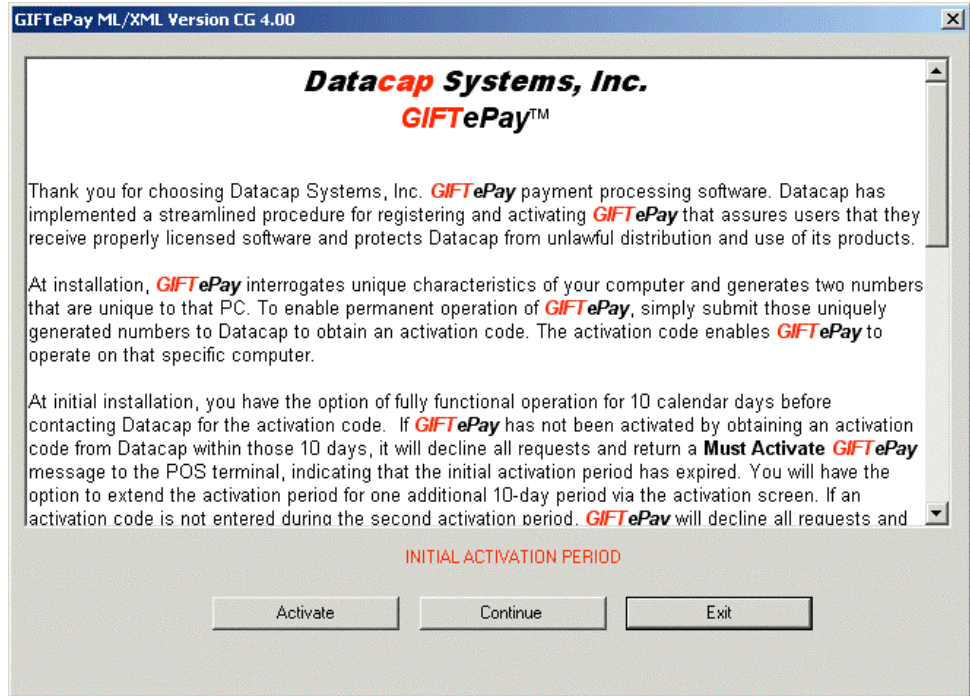 GIFTePay ML/XML Version CG 4.00
Datacap Systems, Inc.
GIFTePay™
Thank you for choosing Datacap Systems, Inc. GIFTePay payment processing software. Datacap has
implemented a streamlined procedure for registering and activating GIFTePay that assures users that they
receive properly licensed software and protects Datacap from unlawful distribution and use of its products.
At installation, GIFTePay interrogates unique characteristics of your computer and generates two numbers
that are unique to that PC. To enable permanent operation of GIFTePay, simply submit those uniquely
generated numbers to Datacap to obtain an activation code. The activation code enables GIFTePay to
operate on that specific computer.
At initial installation, you have the option of fully functional operation for 10 calendar days before
contacting Datacap for the activation code. If GIFTePay has not been activated by obtaining an activation
code from Datacap within those 10 days, it will decline all requests and return a Must Activate GIFTePay
message to the POS terminal, indicating that the initial activation period has expired. You will have the
option to extend the activation period for one additional 10-day period via the activation screen. If an
activation code is not entered during the second activation period, GIFTePay will decline all requests and
INITIAL ACTIVATION PERIOD
Activate Continue Exit